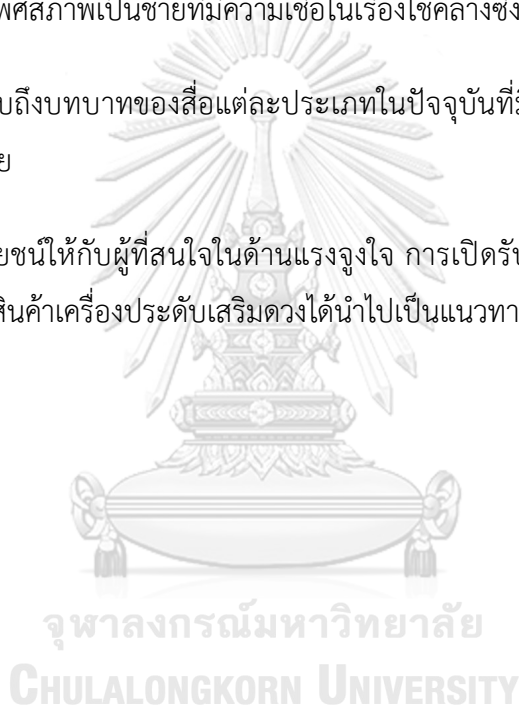 พศสภาพเป็นชายที่มีความเชื่อในเรื่องโชคลางซึ่ง
บถึงบทบาทของสื่อแต่ละประเภทในปัจจุบันที่มี
ย
ยชน์ให้กับผู้ที่สนใจในด้านแรงจูงใจ การเปิดรับ
สินค้าเครื่องประดับเสริมดวงได้นำไปเป็นแนวทา
จุฬาลงกรณ์มหาวิทยาลัย
CHULALONGKORN UNIVERSITY